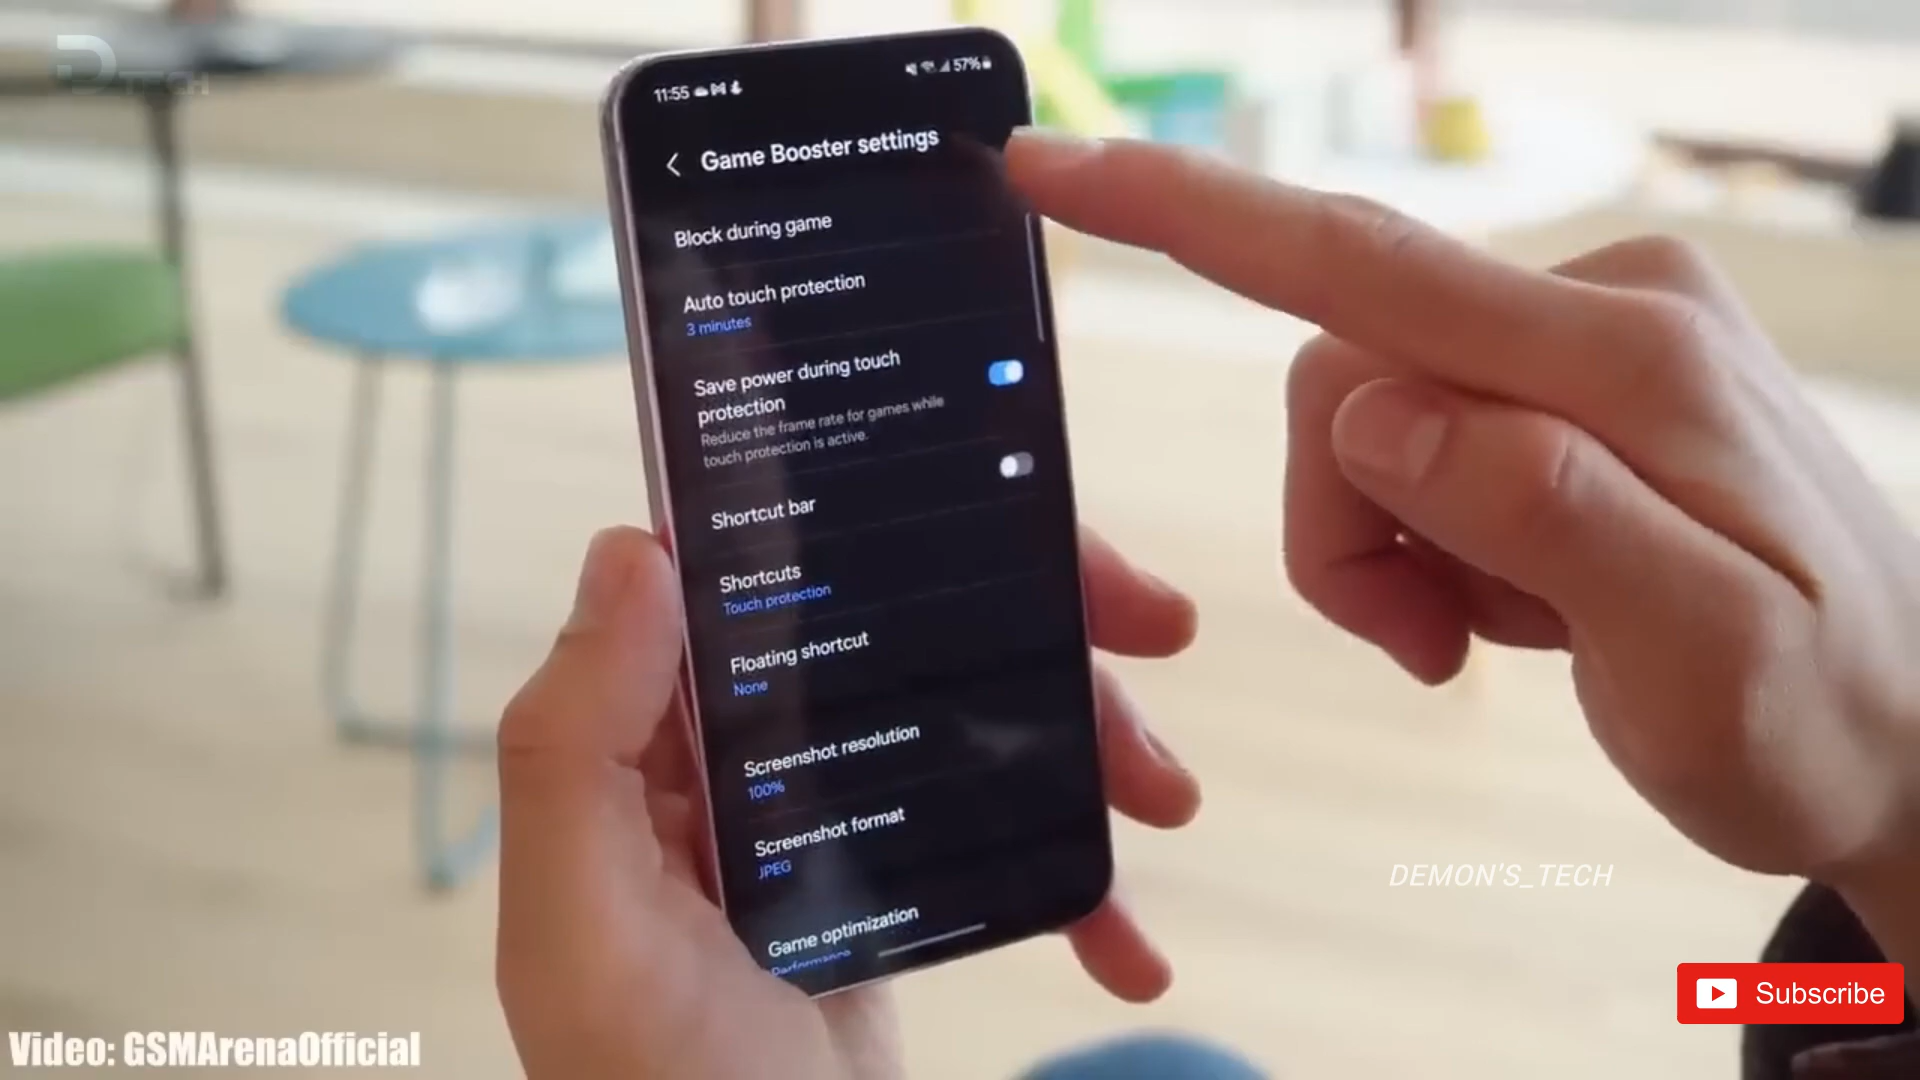 D TECH
11:55
57%
Game Booster settings
Block during game
Auto touch protection
3 minutes
Save power during touch
protection
Reduce the frame rate for games while
touch protection is active.
Shortcut bar
Shortcuts
Touch protection
Floating shortcut
None
Screenshot resolution
100%
Screenshot format
JPEG
Game optimization
Performance
DEMON'S_TECH
Subscribe
Video: GSMArenaOfficial